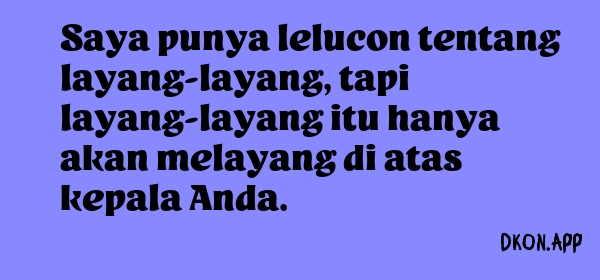 Saya punya lelucon tentang
layang-layang, tapi
layang-layang itu hanya
akan melayang di atas
kepala Anda.
DKON.APP